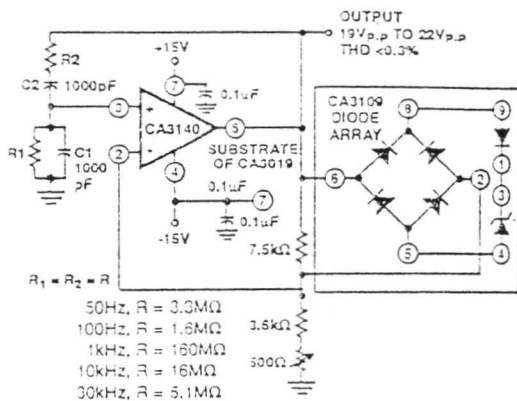 OUTPUT
19Vp.p TO 22Vp.p
THD <0.3%
-15V
R2
C2 1000pF
7
0.1uF
CA3109
DIODE
ARRAY
8
9
3
+
CA3140
6
SUBSTRATE
OF CA3019
R1
C1
1000
pF
2
-
4
6
2
1
3
0.1uF
7
0.1uF
-15V
5
4
7.5kΩ
R1 = R2 = R
50Hz, R = 3.3MΩ
100Hz, R = 1.6MΩ
1kHz, R = 160MΩ
10kHz, R = 16MΩ
30kHz, R = 5.1MΩ
3.6kΩ
500Ω